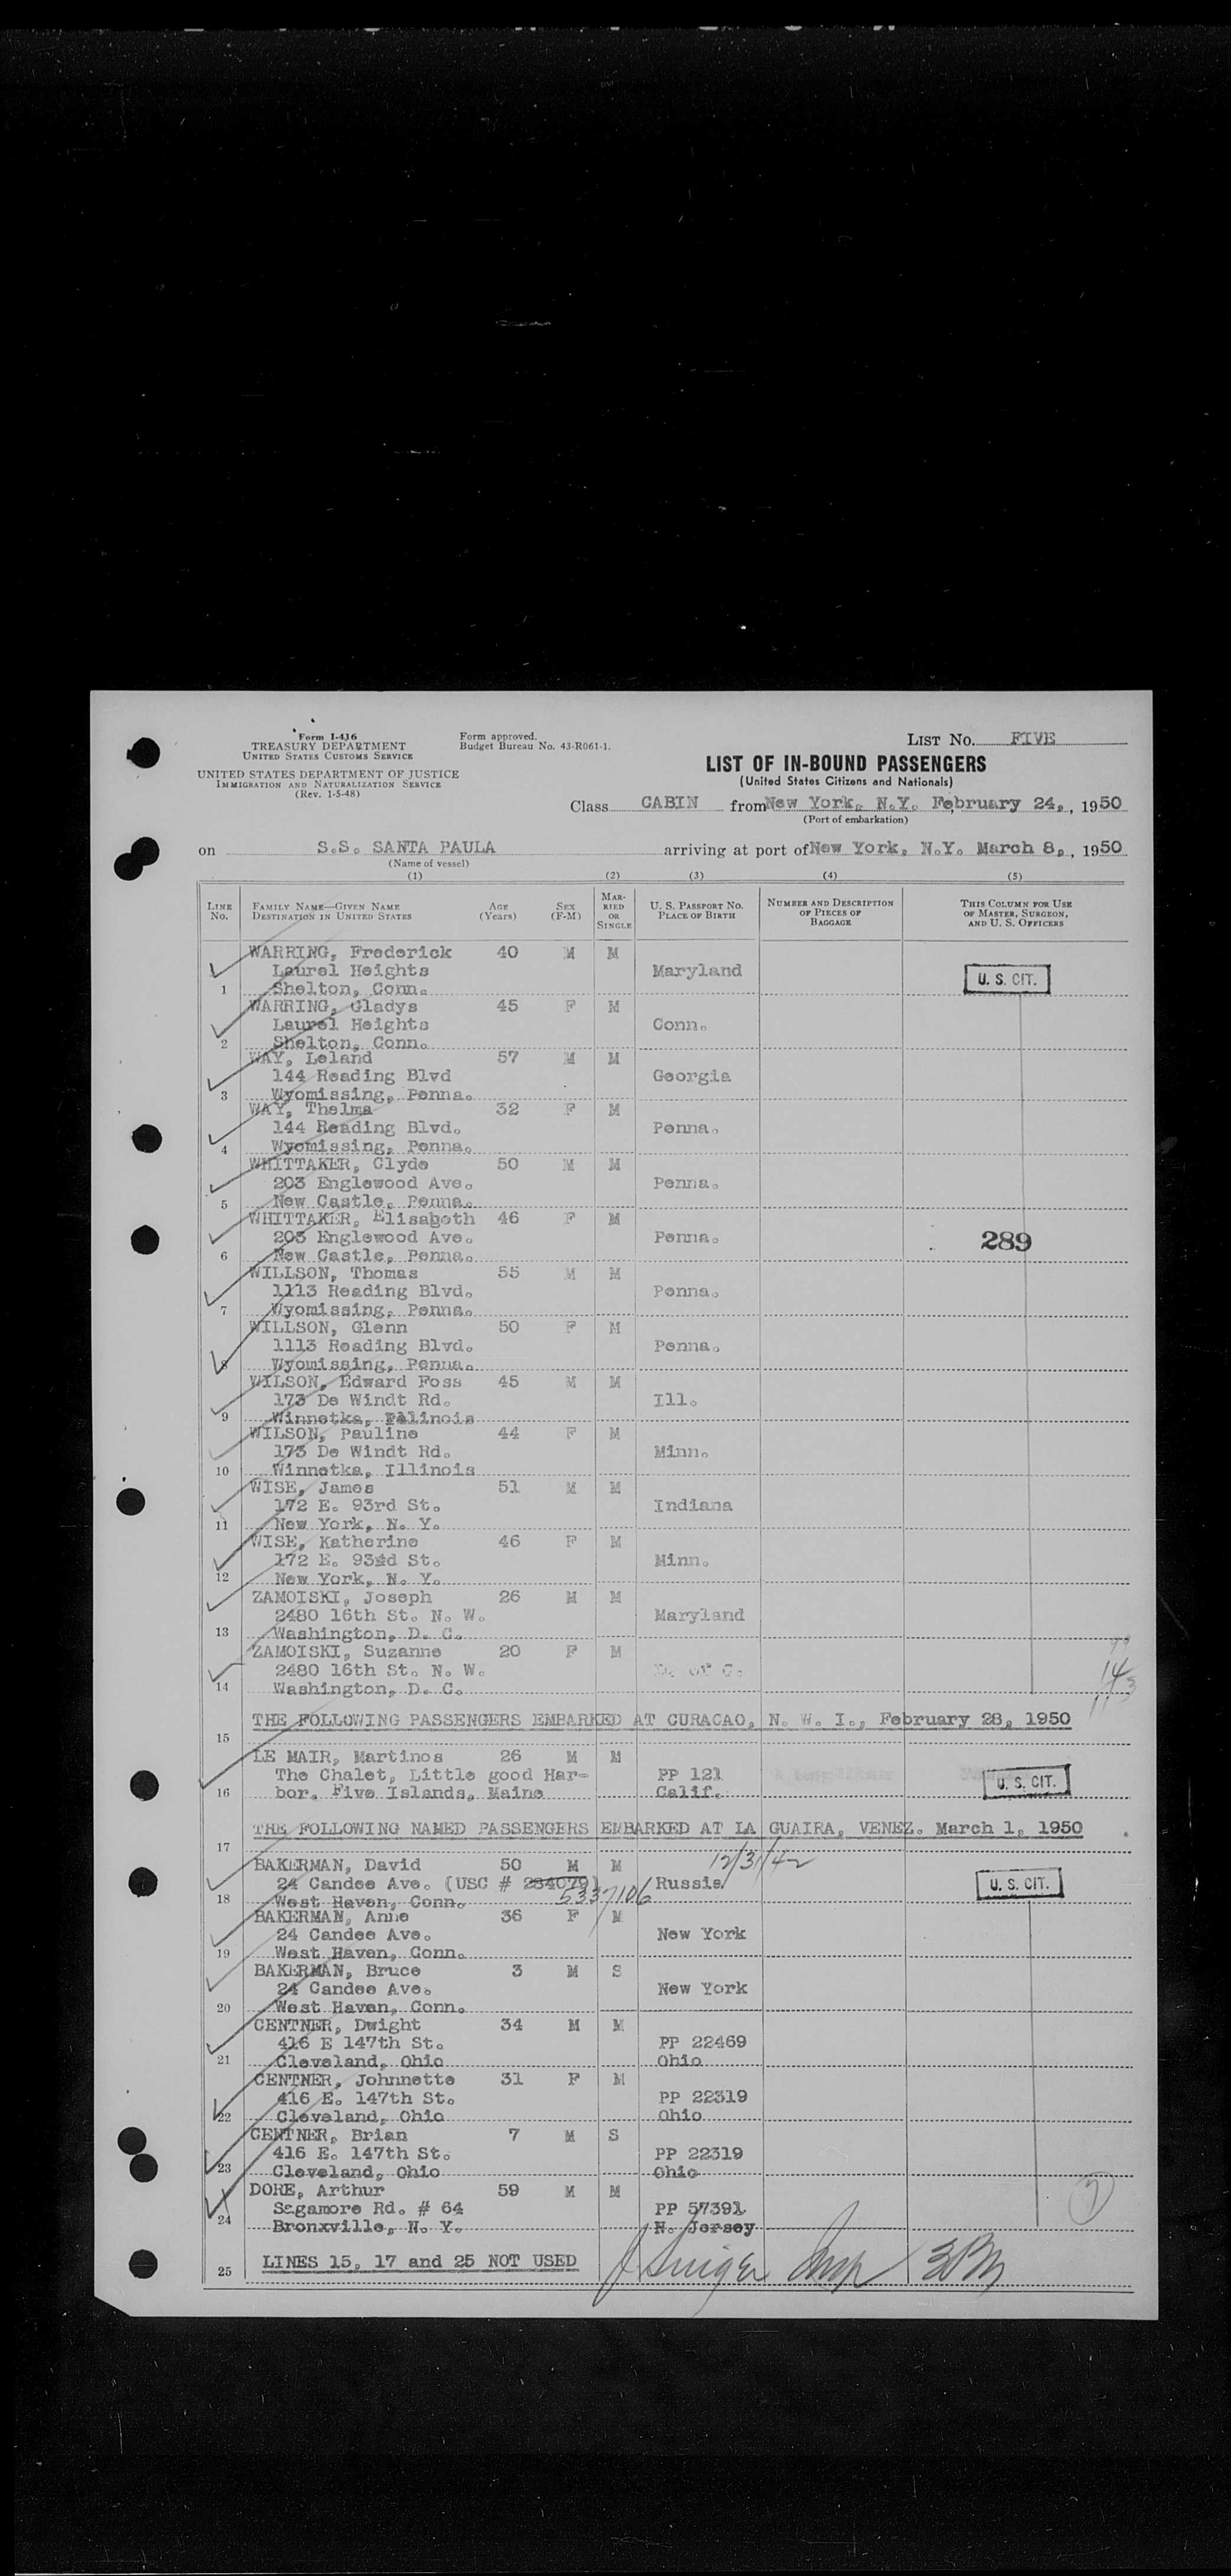 Form I-416
TREASURY DEPARTMENT
UNITED STATES CUSTOMS SERVICE
UNITED STATES DEPARTMENT OF JUSTICE
IMMIGRATION AND NATURALIZATION SERVICE
(Rev. 1-5-48)
Form approved.
Budget Bureau No. 43-R061-1.
LIST NO. FIVE
LIST OF IN-BOUND PASSENGERS
(United States Citizens and Nationals)
Class CABIN from New York, N.Y. February 24, , 1950
(Port of embarkation)
on S.S. SANTA PAULA arriving at port of New York, N.Y. March 8, , 1950
(Name of vessel)
(1) (2) (3) (4) (5)
LINE NO. FAMILY NAME—GIVEN NAME DESTINATION IN UNITED STATES AGE (Years) SEX (F-M) MARRIED OR SINGLE U. S. PASSPORT NO. PLACE OF BIRTH NUMBER AND DESCRIPTION OF PIECES OF BAGGAGE THIS COLUMN FOR USE OF MASTER, SURGEON, AND U. S. OFFICERS
WARRING, Frederick 40 M M
Laurel Heights Maryland U. S. CIT.
1 Shelton, Conn.
WARRING, Gladys 45 F M
Laurel Heights Conn.
2 Shelton, Conn.
WAY, Leland 57 M M
144 Reading Blvd Georgia
3 Wyomissing, Penna.
WAY, Thelma 32 F M
144 Reading Blvd. Penna.
4 Wyomissing, Penna.
WHITTAKER, Clyde 50 M M
203 Englewood Ave. Penna.
5 New Castle, Penna.
WHITTAKER, Elisabeth 46 F M
203 Englewood Ave. Penna. 289
6 New Castle, Penna.
WILLSON, Thomas 55 M M
1113 Reading Blvd. Penna.
7 Wyomissing, Penna.
WILLSON, Glenn 50 F M
1113 Reading Blvd. Penna.
8 Wyomissing, Penna.
WILSON, Edward Foss 45 M M
173 De Windt Rd. Ill.
9 Winnetka, Illinois
WILSON, Pauline 44 F M
173 De Windt Rd. Minn.
10 Winnetka, Illinois
WISE, James 51 M M
172 E. 93rd St. Indiana
11 New York, N. Y.
WISE, Katherine 46 F M
172 E. 93rd St. Minn.
12 New York, N. Y.
ZAMOISKI, Joseph 26 M M
2480 16th St. N. W. Maryland
13 Washington, D. C.
ZAMOISKI, Suzanne 20 F M
2480 16th St. N. W. D. of C.
14 Washington, D. C.
THE FOLLOWING PASSENGERS EMBARKED AT CURACAO, N. W. I., February 28, 1950
15
LE MAIR, Martinos 26 M M
The Chalet, Little good Har- PP 121 U. S. CIT.
16 bor, Five Islands, Maine Calif.
THE FOLLOWING NAMED PASSENGERS EMBARKED AT LA GUAIRA, VENEZ. March 1, 1950
17
BAKERMAN, David 50 M M 12/31/42
24 Candee Ave. (USC # 234079) Russia U. S. CIT.
18 West Haven, Conn. 5337106
BAKERMAN, Anne 36 F M
24 Candee Ave. New York
19 West Haven, Conn.
BAKERMAN, Bruce 3 M S
24 Candee Ave. New York
20 West Haven, Conn.
CENTNER, Dwight 34 M M
416 E 147th St. PP 22469
21 Cleveland, Ohio Ohio
CENTNER, Johnnette 31 F M
416 E. 147th St. PP 22319
22 Cleveland, Ohio Ohio
CENTNER, Brian 7 M S
416 E. 147th St. PP 22319
23 Cleveland, Ohio Ohio
DORE, Arthur 59 M M
Sagamore Rd. # 64 PP 57391
24 Bronxville, N. Y. N. Jersey
25 LINES 15, 17 and 25 NOT USED